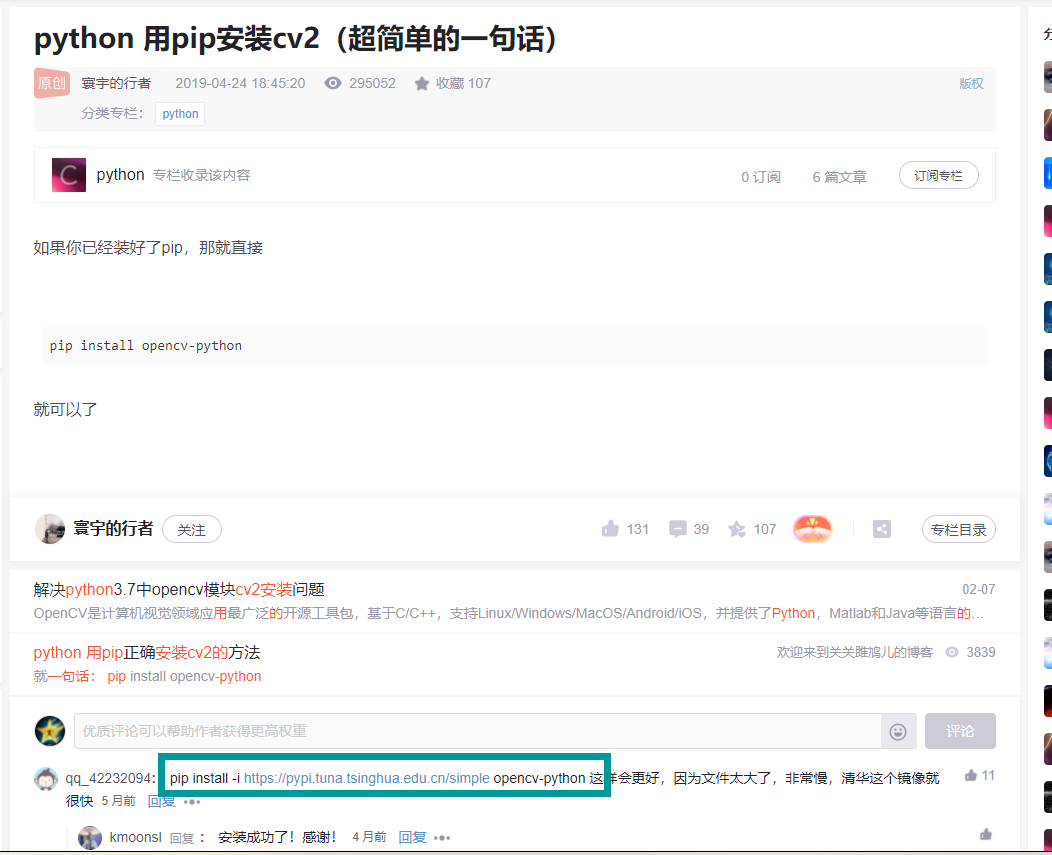 python 用pip安装cv2（超简单的一句话）
原创 寰宇的行者 2019-04-24 18:45:20 295052 收藏 107 版权
分类专栏： python
C python 专栏收录该内容 0 订阅 6 篇文章 订阅专栏
如果你已经装好了pip，那就直接
pip install opencv-python
就可以了
寰宇的行者 关注 131 39 107 专栏目录
解决python3.7中opencv模块cv2安装问题 02-07
OpenCV是计算机视觉领域应用最广泛的开源工具包，基于C/C++，支持Linux/Windows/MacOS/Android/iOS，并提供了Python，Matlab和Java等语言的…
python 用pip正确安装cv2的方法 欢迎来到关关雎鸠儿的博客 3839
就一句话： pip install opencv-python
优质评论可以帮助作者获得更高权重 评论
qq_42232094: pip install -i https://pypi.tuna.tsinghua.edu.cn/simple opencv-python 这样会更好，因为文件太大了，非常慢，清华这个镜像就 11
很快 5 月前 回复
kmoonsl 回复 ： 安装成功了！感谢！ 4 月前 回复